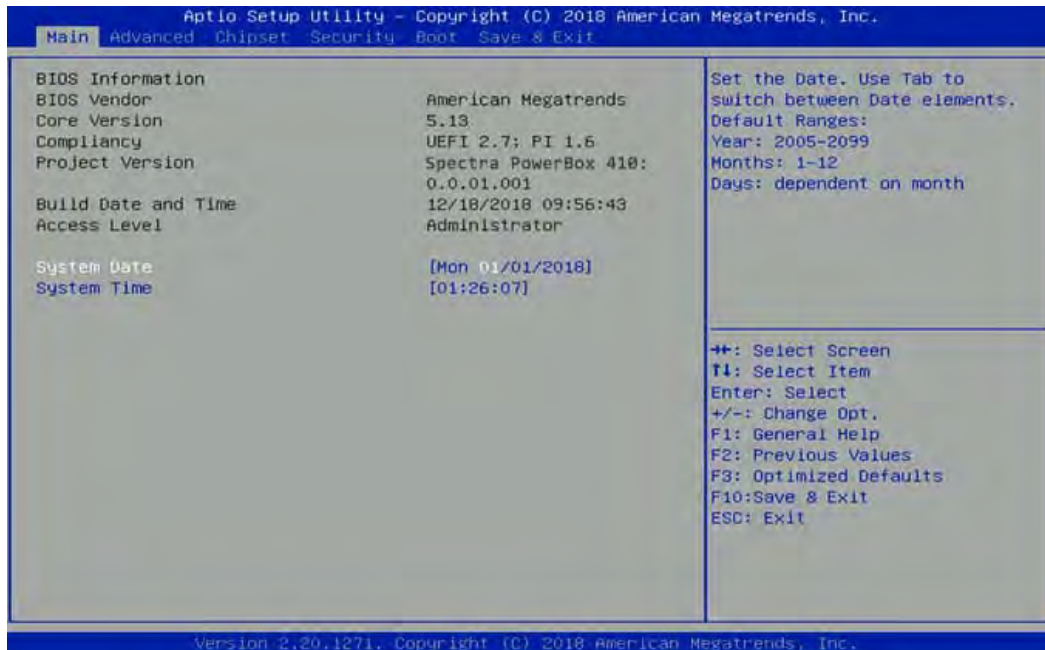 Aptio Setup Utility - Copyright (C) 2018 American Megatrends, Inc.
Main Advanced Chipset Security Boot Save & Exit
BIOS Information
BIOS Vendor American Megatrends
Core Version 5.13
Compliancy UEFI 2.7; PI 1.6
Project Version Spectra PowerBox 410:
0.0.01.001
Build Date and Time 12/18/2018 09:56:43
Access Level Administrator
System Date [Mon 01/01/2018]
System Time [01:26:07]
Set the Date. Use Tab to
switch between Date elements.
Default Ranges:
Year: 2005-2099
Months: 1-12
Days: dependent on month
→←: Select Screen
↑↓: Select Item
Enter: Select
+/-: Change Opt.
F1: General Help
F2: Previous Values
F3: Optimized Defaults
F10:Save & Exit
ESC: Exit
Version 2.20.1271. Copyright (C) 2018 American Megatrends, Inc.